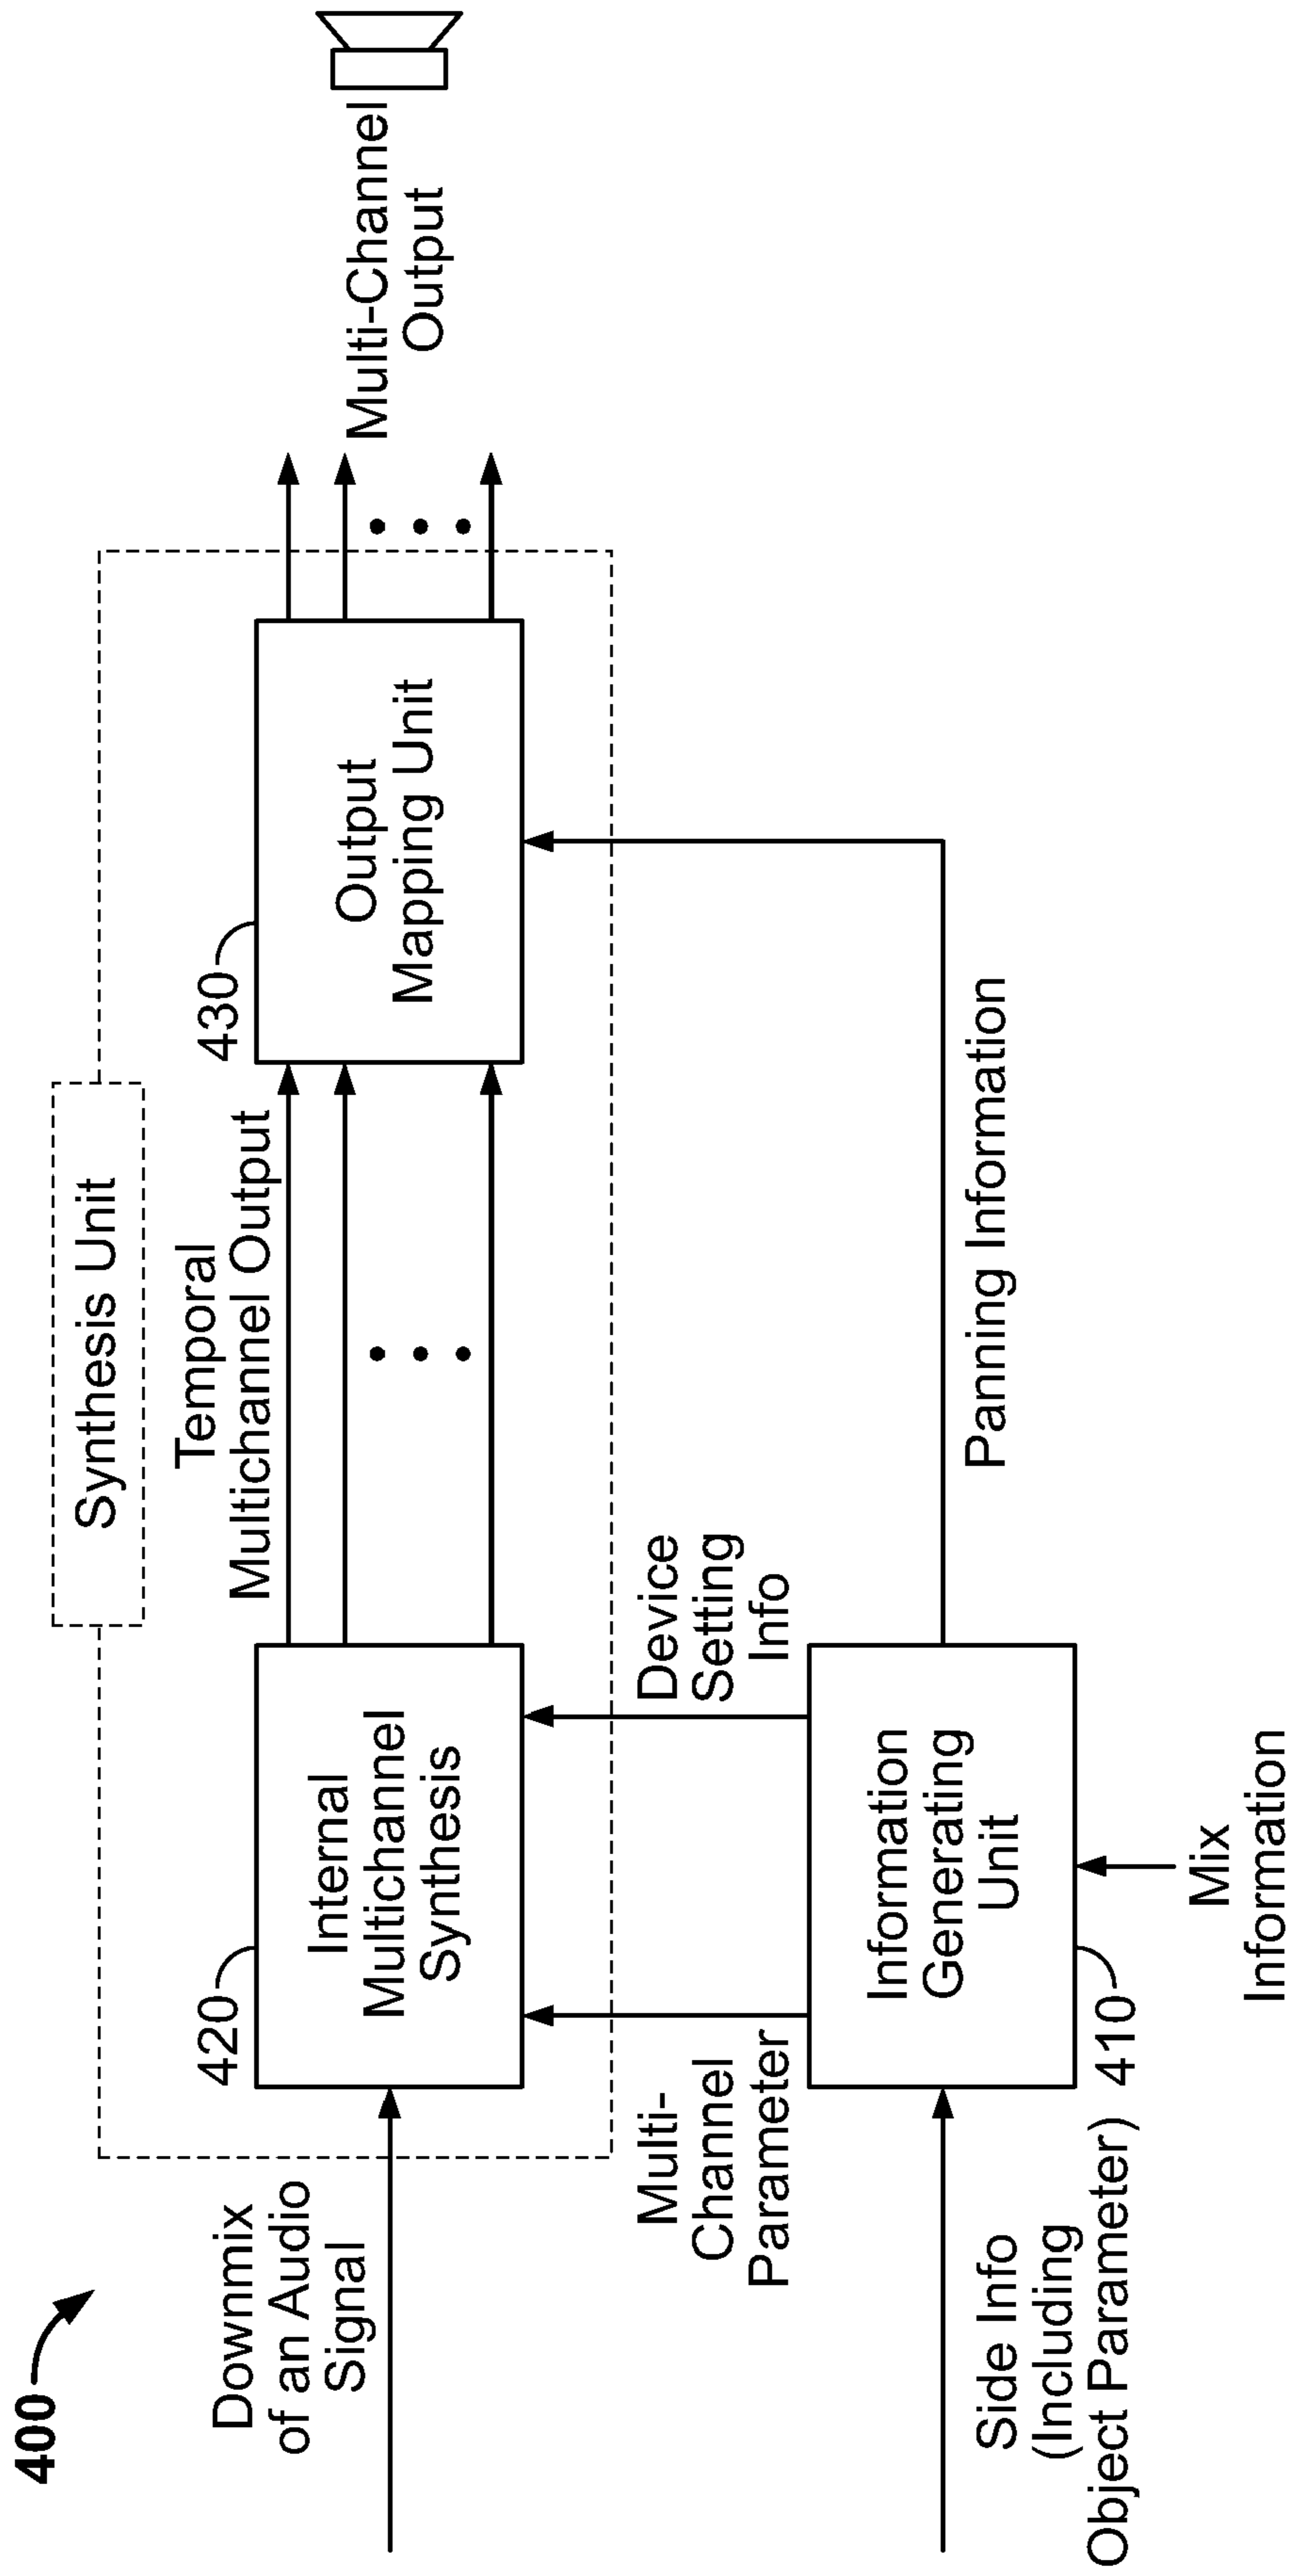 400
Synthesis Unit
Downmix
of an Audio
Signal
420
Internal
Multichannel
Synthesis
Temporal
Multichannel Output
430
Output
Mapping Unit
Multi-Channel
Output
Multi-
Channel
Parameter
Device
Setting
Info
Side Info
(Including
Object Parameter)
410
Information
Generating
Unit
Panning Information
Mix
Information